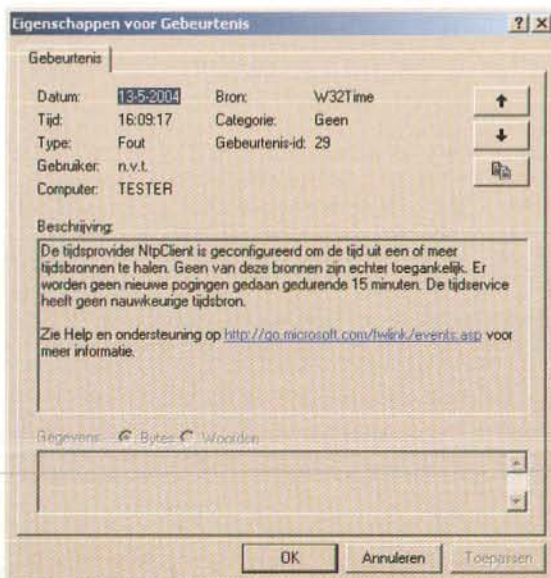 Eigenschappen voor Gebeurtenis
Gebeurtenis
Datum: 13-5-2004 Bron: W32Time
Tijd: 16:09:17 Categorie: Geen
Type: Fout Gebeurtenis-id: 29
Gebruiker: n.v.t.
Computer: TESTER
Beschrijving:
De tijdsprovider NtpClient is geconfigureerd om de tijd uit een of meer
tijdsbronnen te halen. Geen van deze bronnen zijn echter toegankelijk. Er
worden geen nieuwe pogingen gedaan gedurende 15 minuten. De tijdservice
heeft geen nauwkeurige tijdsbron.
Zie Help en ondersteuning op http://go.microsoft.com/fwlink/events.asp voor
meer informatie.
Gegevens: Bytes Woorden
OK Annuleren Toepassen